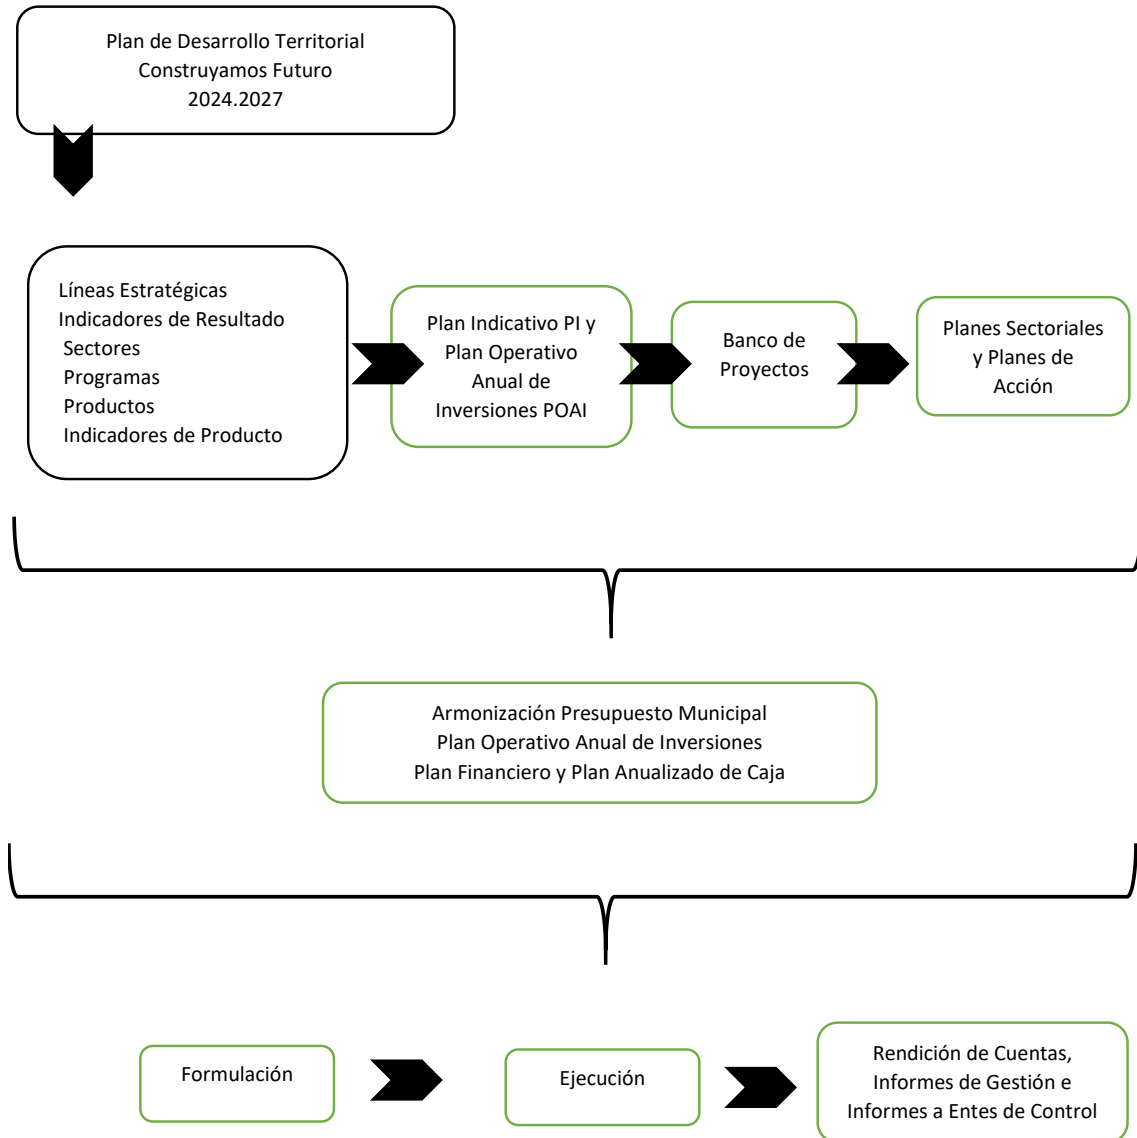 Plan de Desarrollo Territorial
Construyamos Futuro
2024.2027
Líneas Estratégicas
Indicadores de Resultado
Sectores
Programas
Productos
Indicadores de Producto
Plan Indicativo PI y
Plan Operativo
Anual de
Inversiones POAI
Banco de
Proyectos
Planes Sectoriales
y Planes de
Acción
Armonización Presupuesto Municipal
Plan Operativo Anual de Inversiones
Plan Financiero y Plan Anualizado de Caja
Formulación
Ejecución
Rendición de Cuentas,
Informes de Gestión e
Informes a Entes de Control